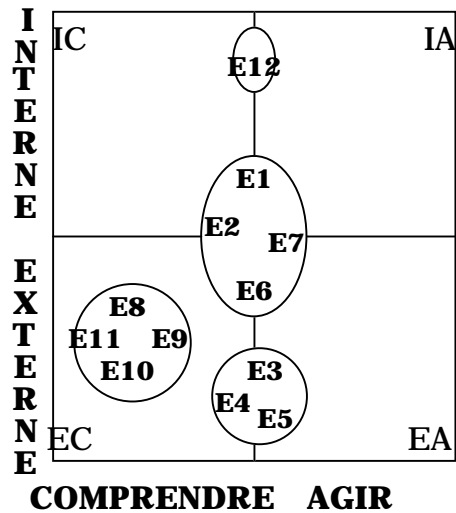 INTERNE
EXTERNE
IC IA
E12
E1
E2 E7
E6
E8
E11 E9
E10
E3
E4 E5
EC EA
COMPRENDRE AGIR